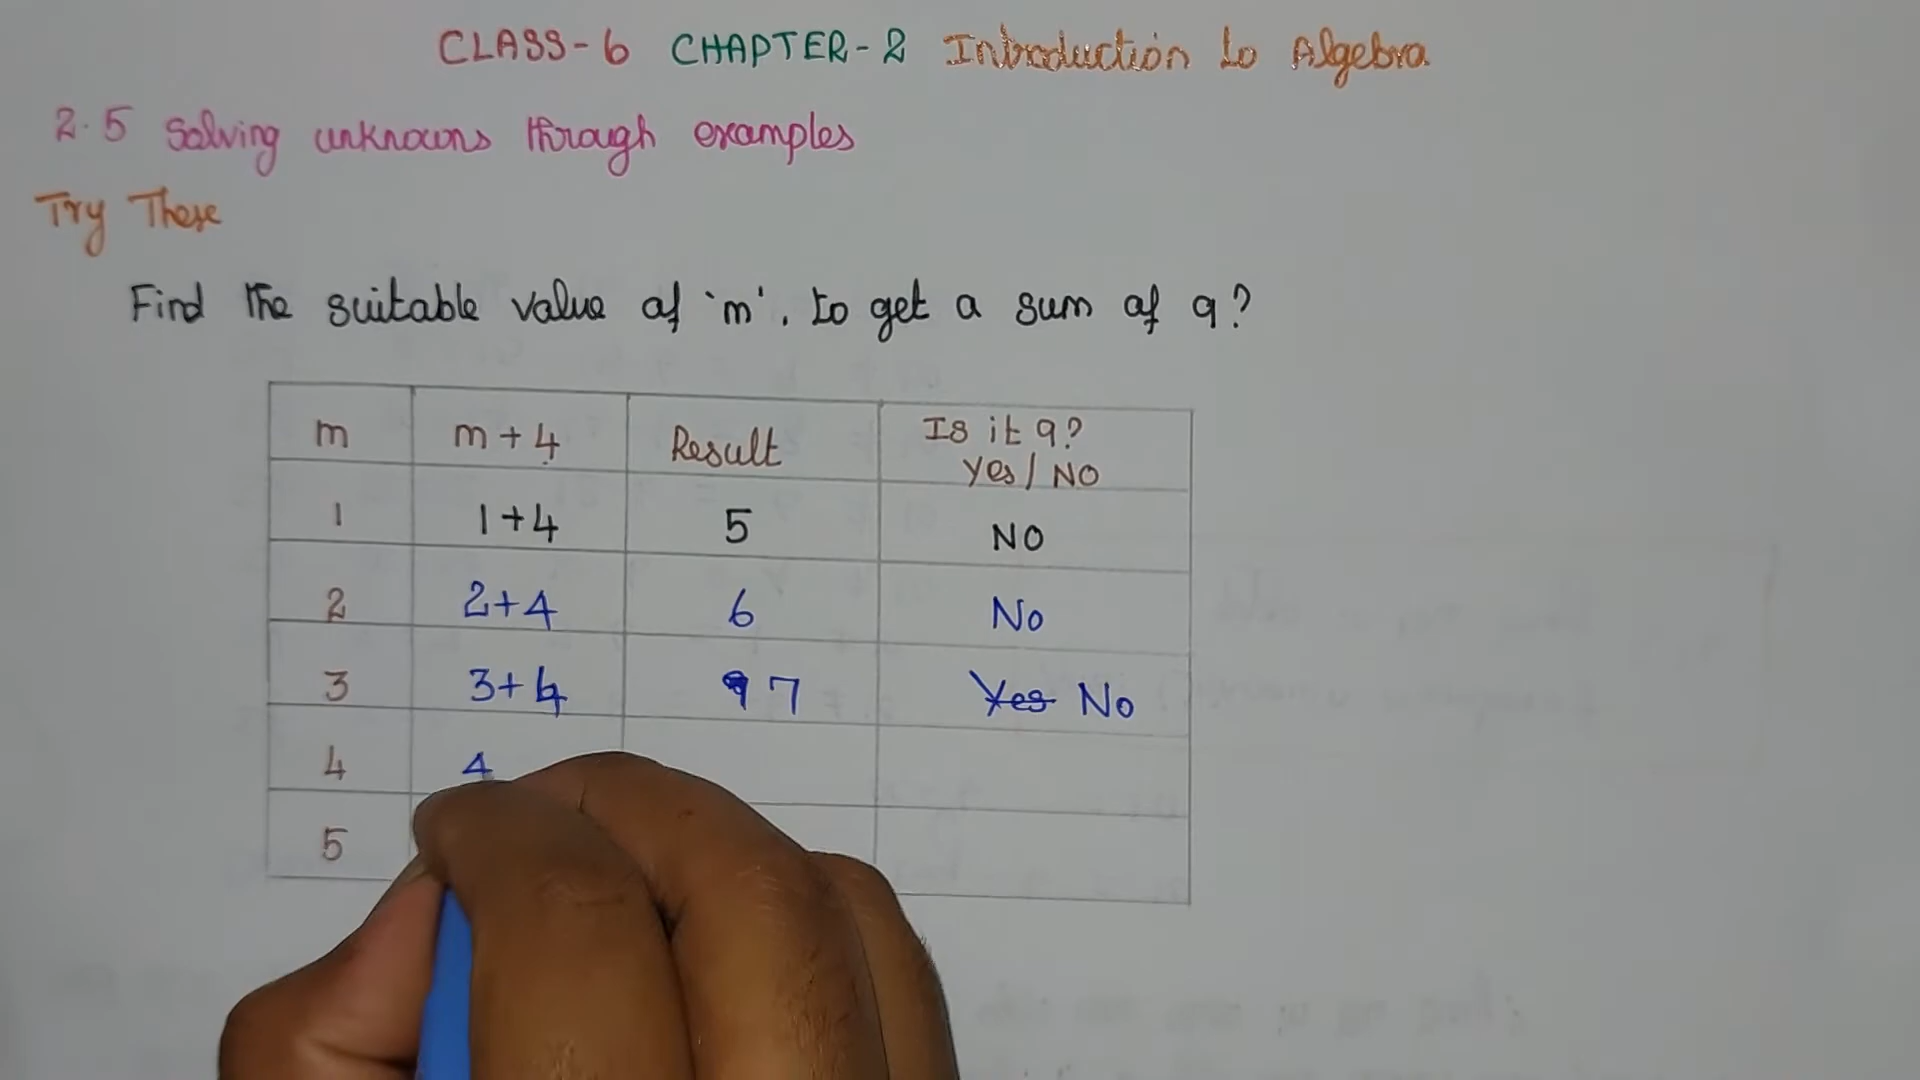 CLASS-6 CHAPTER-2 Introduction to Algebra
2.5 Solving unknowns through examples
Try These
Find the suitable value of 'm'. to get a sum of 9?
m m+4 Result Is it 9? Yes/NO
1 1+4 5 NO
2 2+4 6 No
3 3+4 9 7 Yes No
4 4
5